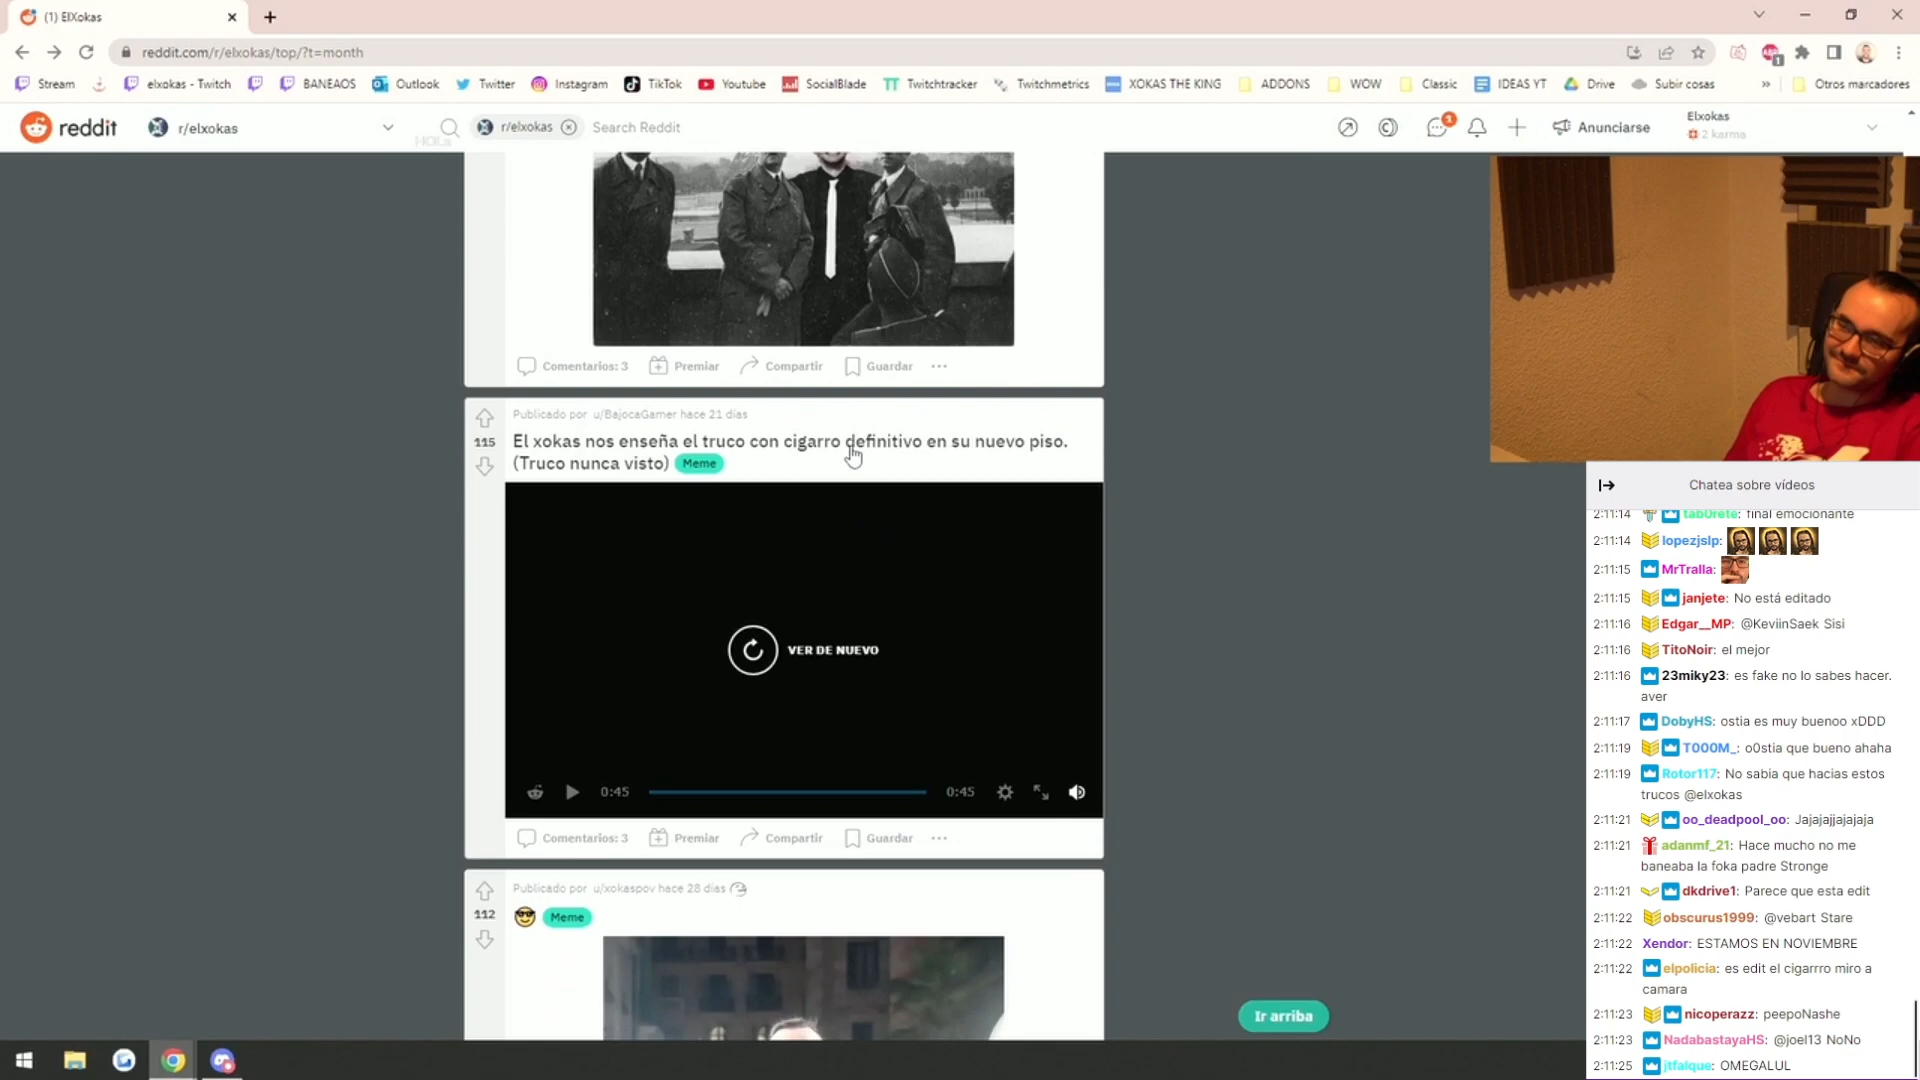 (1) ElXokas
reddit.com/r/elxokas/top/?t=month
Stream elxokas - Twitch BANEAOS Outlook Twitter Instagram TikTok Youtube SocialBlade Twitchtracker Twitchmetrics XOKAS THE KING ADDONS WOW Classic IDEAS YT Drive Subir cosas » Otros marcadores
reddit r/elxokas r/elxokas Search Reddit 1 Anunciarse Elxokas
2 karma
HOLa
Comentarios: 3 Premiar Compartir Guardar ...
Publicado por u/BajocaGamer hace 21 días
115 El xokas nos enseña el truco con cigarro definitivo en su nuevo piso.
(Truco nunca visto) Meme
VER DE NUEVO
0:45 0:45
Comentarios: 3 Premiar Compartir Guardar ...
Publicado por u/xokaspov hace 28 días
112 Meme
Ir arriba
Chatea sobre vídeos
2:11:14 tab0rete: final emocionante
2:11:14 lopezjslp:
2:11:15 MrTralla:
2:11:15 janjete: No está editado
2:11:16 Edgar__MP: @KeviinSaek Sisi
2:11:16 TitoNoir: el mejor
2:11:16 23miky23: es fake no lo sabes hacer.
aver
2:11:17 DobyHS: ostia es muy buenoo xDDD
2:11:19 T000M_: o0stia que bueno ahaha
2:11:19 Rotor117: No sabia que hacias estos
trucos @elxokas
2:11:21 oo_deadpool_oo: Jajajajjajajaja
2:11:21 adanmf_21: Hace mucho no me
baneaba la foka padre Stronge
2:11:21 dkdrive1: Parece que esta edit
2:11:22 obscurus1999: @vebart Stare
2:11:22 Xendor: ESTAMOS EN NOVIEMBRE
2:11:22 elpolicia: es edit el cigarrro miro a
camara
2:11:23 nicoperazz: peepoNashe
2:11:23 NadabastayaHS: @joel13 NoNo
2:11:25 jtfalque: OMEGALUL